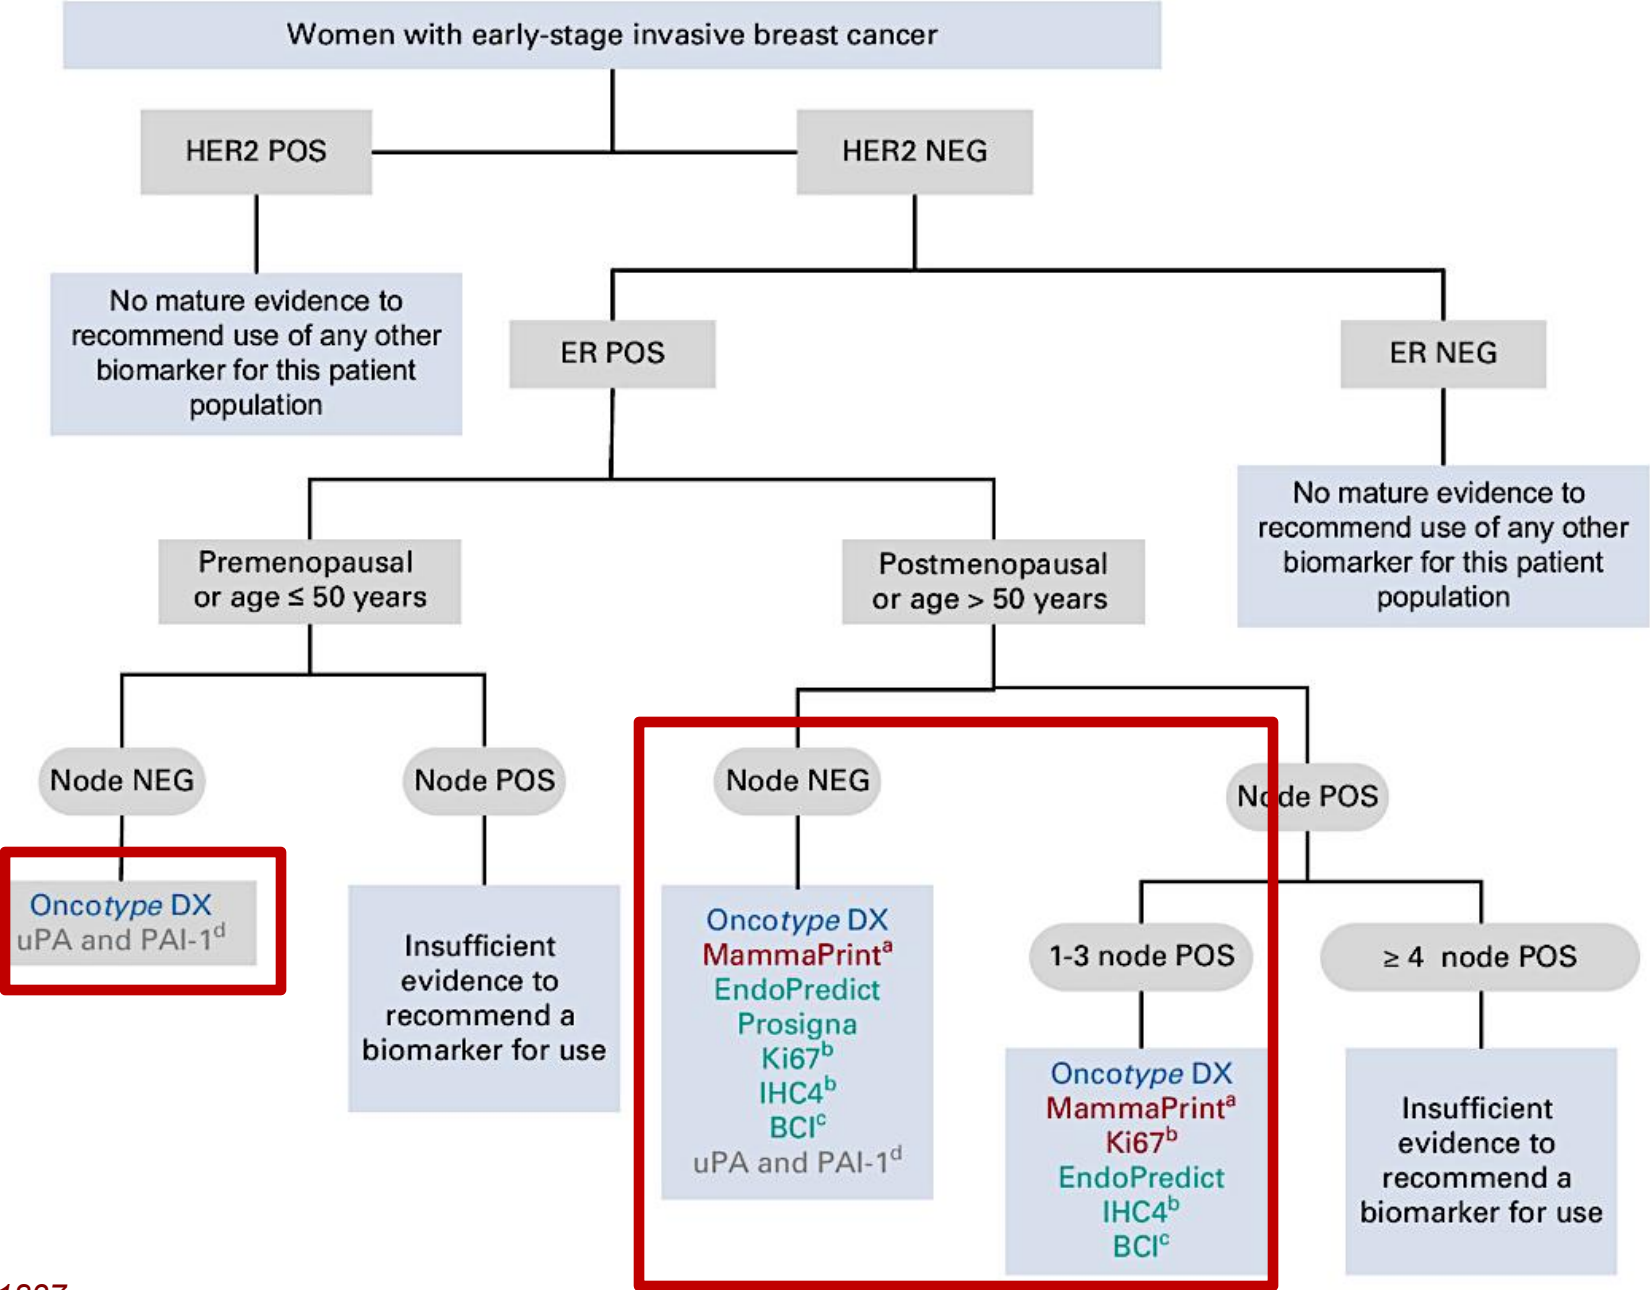 Women with early-stage invasive breast cancer
HER2 POS
HER2 NEG
No mature evidence to
recommend use of any other
biomarker for this patient
population
ER POS
ER NEG
No mature evidence to
recommend use of any other
biomarker for this patient
population
Premenopausal
or age ≤ 50 years
Postmenopausal
or age > 50 years
Node NEG
Node POS
Node NEG
Node POS
Oncotype DX
uPA and PAI-1ᵈ
Insufficient
evidence to
recommend a
biomarker for use
Oncotype DX
MammaPrintᵃ
EndoPredict
Prosigna
Ki67ᵇ
IHC4ᵇ
BCIᶜ
uPA and PAI-1ᵈ
1-3 node POS
≥ 4 node POS
Oncotype DX
MammaPrintᵃ
Ki67ᵇ
EndoPredict
IHC4ᵇ
BCIᶜ
Insufficient
evidence to
recommend a
biomarker for use